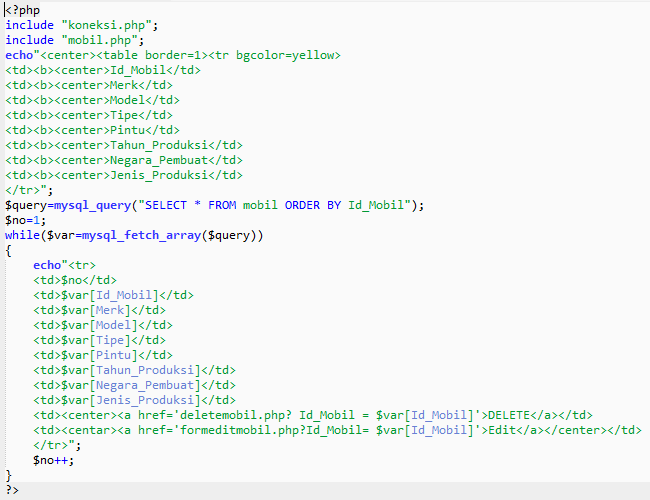 <?php
include "koneksi.php";
include "mobil.php";
echo"<center><table border=1><tr bgcolor=yellow>
<td><b><center>Id_Mobil</td>
<td><b><center>Merk</td>
<td><b><center>Model</td>
<td><b><center>Tipe</td>
<td><b><center>Pintu</td>
<td><b><center>Tahun_Produksi</td>
<td><b><center>Negara_Pembuat</td>
<td><b><center>Jenis_Produksi</td>
</tr>";
$query=mysql_query("SELECT * FROM mobil ORDER BY Id_Mobil");
$no=1;
while($var=mysql_fetch_array($query))
{
    echo"<tr>
    <td>$no</td>
    <td>$var[Id_Mobil]</td>
    <td>$var[Merk]</td>
    <td>$var[Model]</td>
    <td>$var[Tipe]</td>
    <td>$var[Pintu]</td>
    <td>$var[Tahun_Produksi]</td>
    <td>$var[Negara_Pembuat]</td>
    <td>$var[Jenis_Produksi]</td>
    <td><center><a href='deletemobil.php? Id_Mobil = $var[Id_Mobil]'>DELETE</a></td>
    <td><centar><a href='formeditmobil.php?Id_Mobil= $var[Id_Mobil]'>Edit</a></center></td>
    </tr>";
    $no++;
}
?>